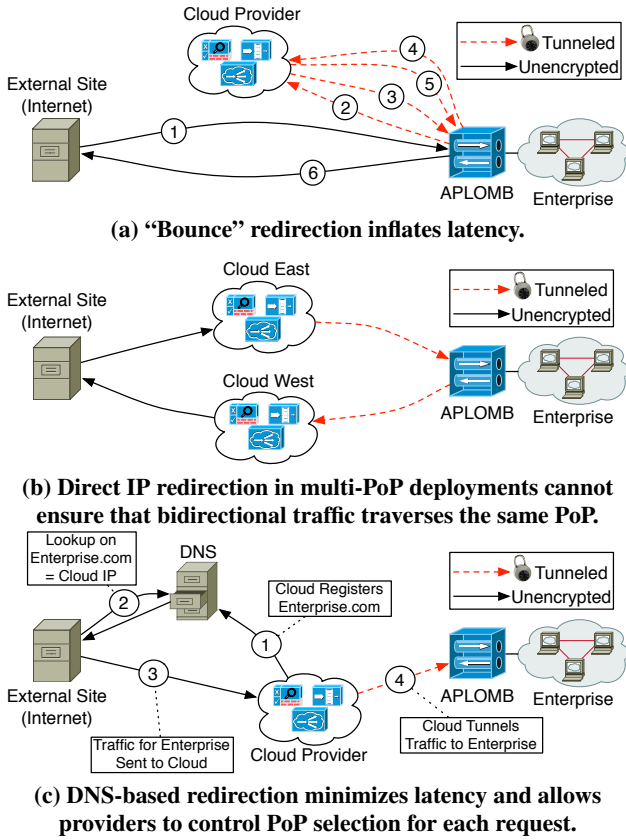 Cloud Provider
External Site
(Internet)
1
2
3
4
5
6
Tunneled
Unencrypted
APLOMB
Enterprise
(a) “Bounce” redirection inflates latency.
Cloud East
External Site
(Internet)
Cloud West
Tunneled
Unencrypted
APLOMB
Enterprise
(b) Direct IP redirection in multi-PoP deployments cannot
ensure that bidirectional traffic traverses the same PoP.
Lookup on
Enterprise.com
= Cloud IP
DNS
2
Cloud Registers
Enterprise.com
1
Tunneled
Unencrypted
External Site
(Internet)
3
Traffic for Enterprise
Sent to Cloud
Cloud Provider
4
Cloud Tunnels
Traffic to Enterprise
APLOMB
Enterprise
(c) DNS-based redirection minimizes latency and allows
providers to control PoP selection for each request.